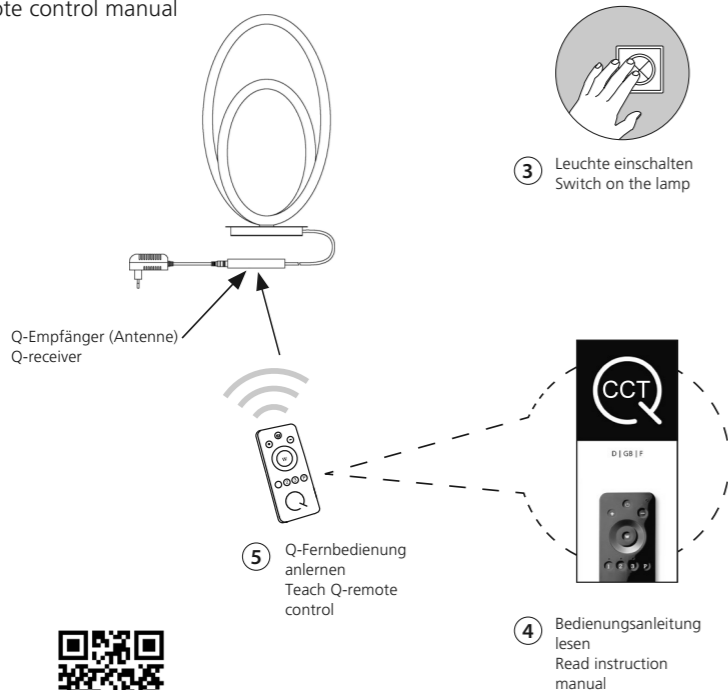 control manual
3
Leuchte einschalten
Switch on the lamp
Q-Empfänger (Antenne)
Q-receiver
CCT
D | GB | F
W
5
Q-Fernbedienung
anlernen
Teach Q-remote
control
4
Bedienungsanleitung
lesen
Read instruction
manual